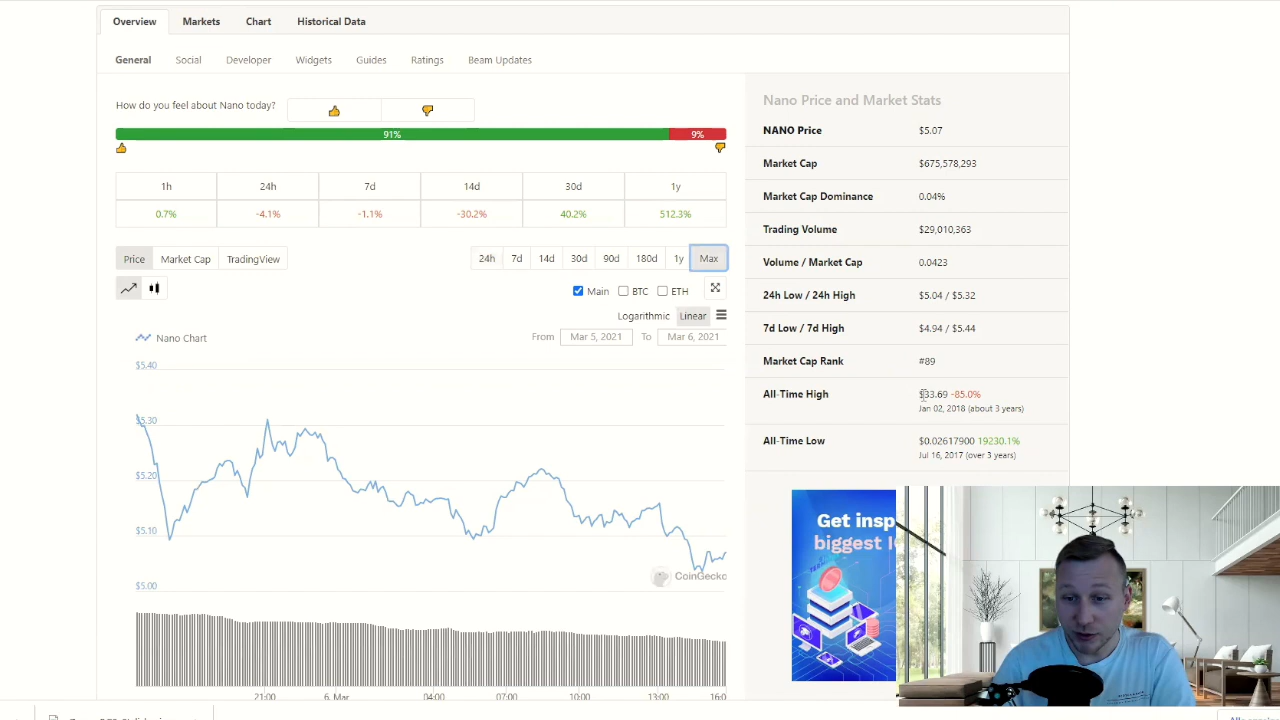 Overview Markets Chart Historical Data
General Social Developer Widgets Guides Ratings Beam Updates
How do you feel about Nano today?
91% 9%
1h 24h 7d 14d 30d 1y
0.7% -4.1% -1.1% -30.2% 40.2% 512.3%
Price Market Cap TradingView
24h 7d 14d 30d 90d 180d 1y Max
Main BTC ETH
Logarithmic Linear
Nano Chart
From Mar 5, 2021 To Mar 6, 2021
$5.40
$5.30
$5.20
$5.10
$5.00
CoinGecko
21:00 6. Mar 04:00 07:00 10:00 13:00 16:0
Nano Price and Market Stats
NANO Price $5.07
Market Cap $675,578,293
Market Cap Dominance 0.04%
Trading Volume $29,010,363
Volume / Market Cap 0.0423
24h Low / 24h High $5.04 / $5.32
7d Low / 7d High $4.94 / $5.44
Market Cap Rank #89
All-Time High $33.69 -85.0%
Jan 02, 2018 (about 3 years)
All-Time Low $0.02617900 19230.1%
Jul 16, 2017 (over 3 years)
Get insp
biggest